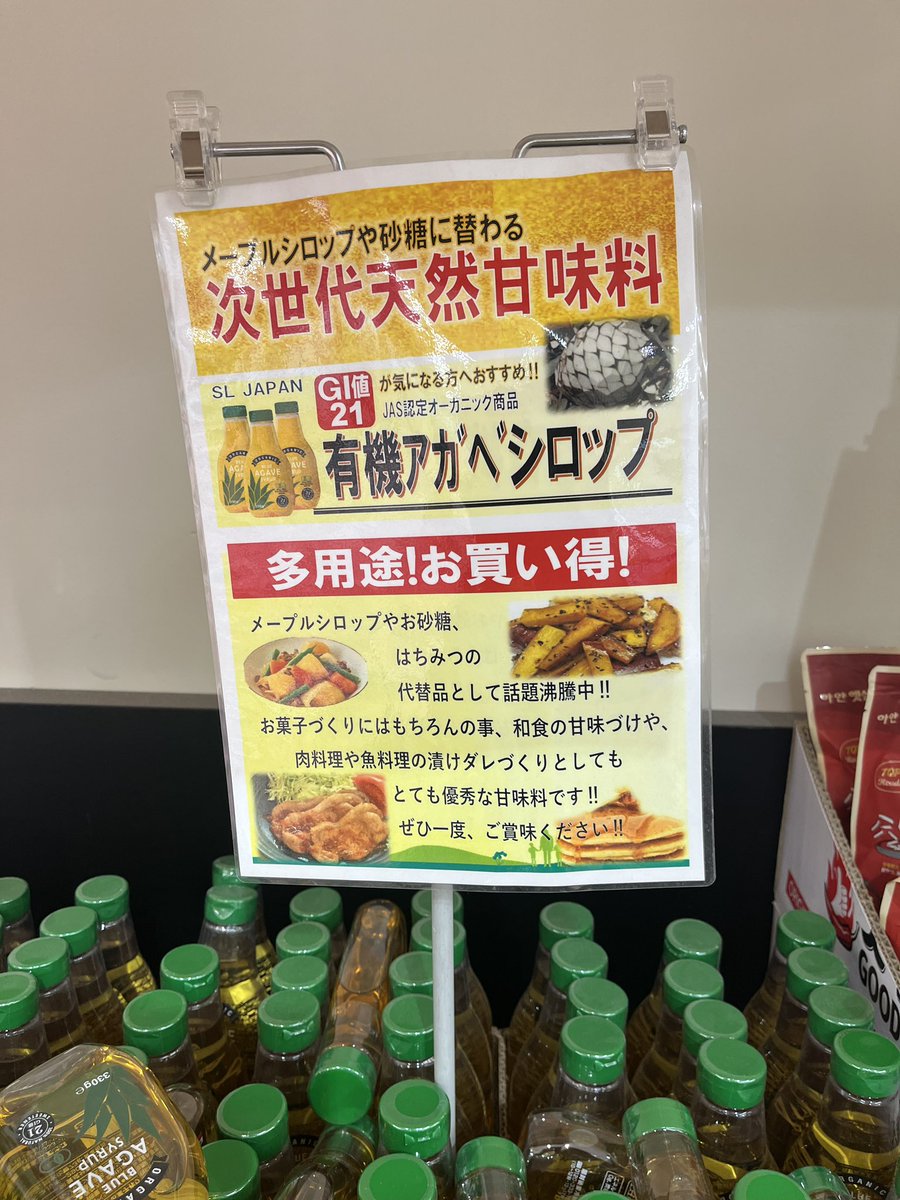 メープルシロップや砂糖に替わる
次世代天然甘味料
SL JAPAN
GI値
21
が気になる方へおすすめ!!
JAS認定オーガニック商品
有機アガベシロップ
AGAVE
多用途!お買い得!
メープルシロップやお砂糖、
はちみつの
代替品として話題沸騰中!!
お菓子づくりにはもちろんの事、和食の甘味づけや、
肉料理や魚料理の漬けダレづくりとしても
とても優秀な甘味料です!!
ぜひ一度、ご賞味ください!!
TOP
GOOD
330g℮
21
ORGANIC
BLUE
AGAVE
SYRUP